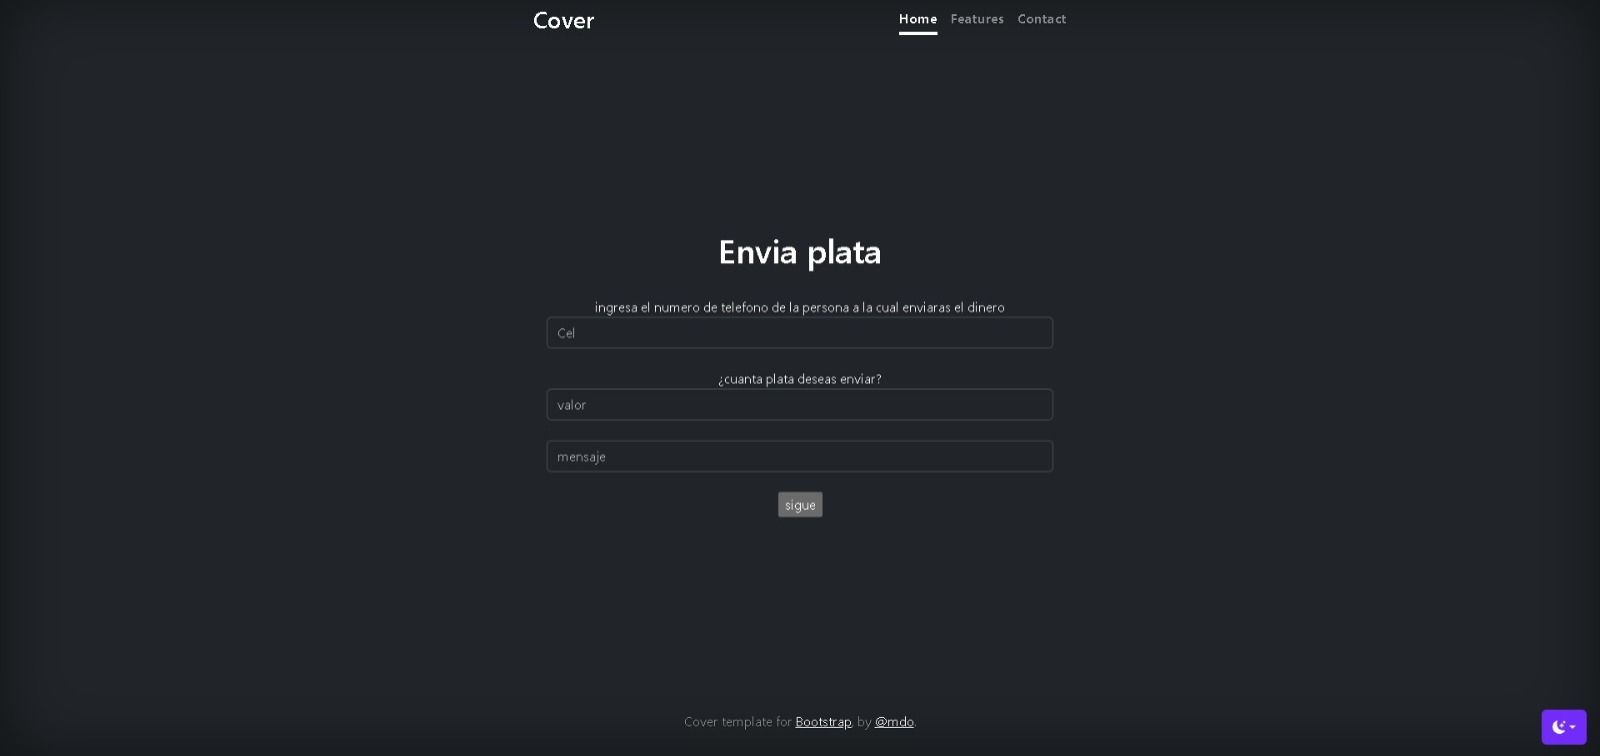 Cover
Home Features Contact
Envia plata
ingresa el numero de telefono de la persona a la cual enviaras el dinero
Cel
¿cuanta plata deseas enviar?
valor
mensaje
sigue
Cover template for Bootstrap, by @mdo.